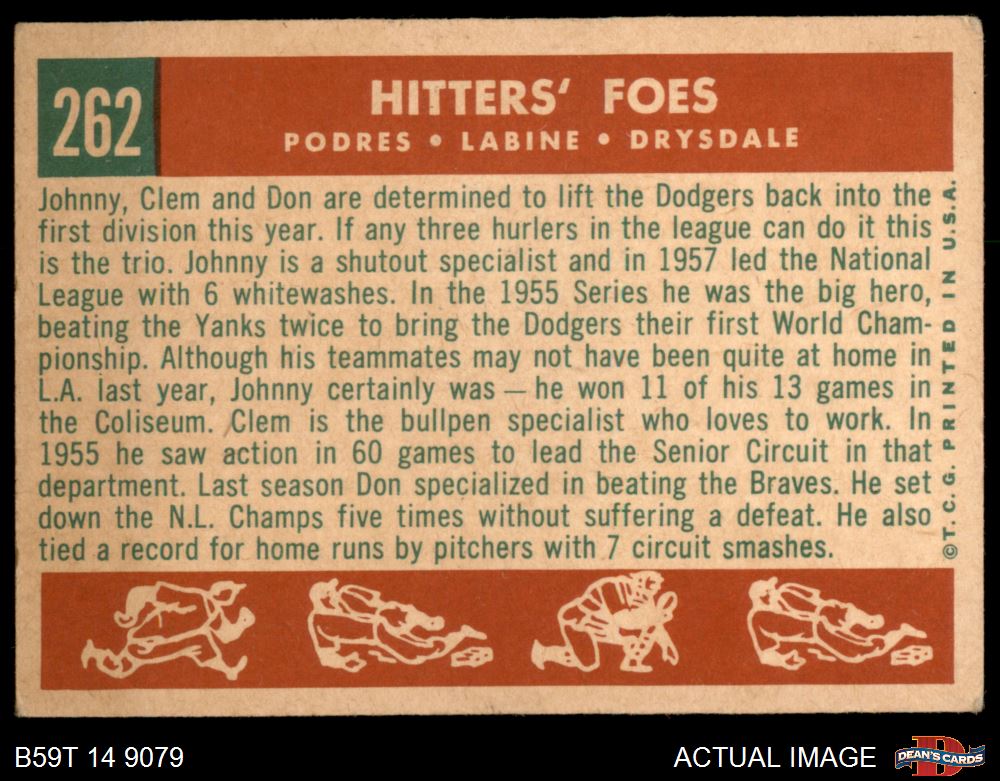 262
HITTERS' FOES
PODRES • LABINE • DRYSDALE
Johnny, Clem and Don are determined to lift the Dodgers back into the
first division this year. If any three hurlers in the league can do it this
is the trio. Johnny is a shutout specialist and in 1957 led the National
League with 6 whitewashes. In the 1955 Series he was the big hero,
beating the Yanks twice to bring the Dodgers their first World Cham-
pionship. Although his teammates may not have been quite at home in
L.A. last year, Johnny certainly was — he won 11 of his 13 games in
the Coliseum. Clem is the bullpen specialist who loves to work. In
1955 he saw action in 60 games to lead the Senior Circuit in that
department. Last season Don specialized in beating the Braves. He set
down the N.L. Champs five times without suffering a defeat. He also
tied a record for home runs by pitchers with 7 circuit smashes.
©T. C. G. PRINTED IN U.S.A.
B59T 14 9079
ACTUAL IMAGE
D
DEAN'S CARDS